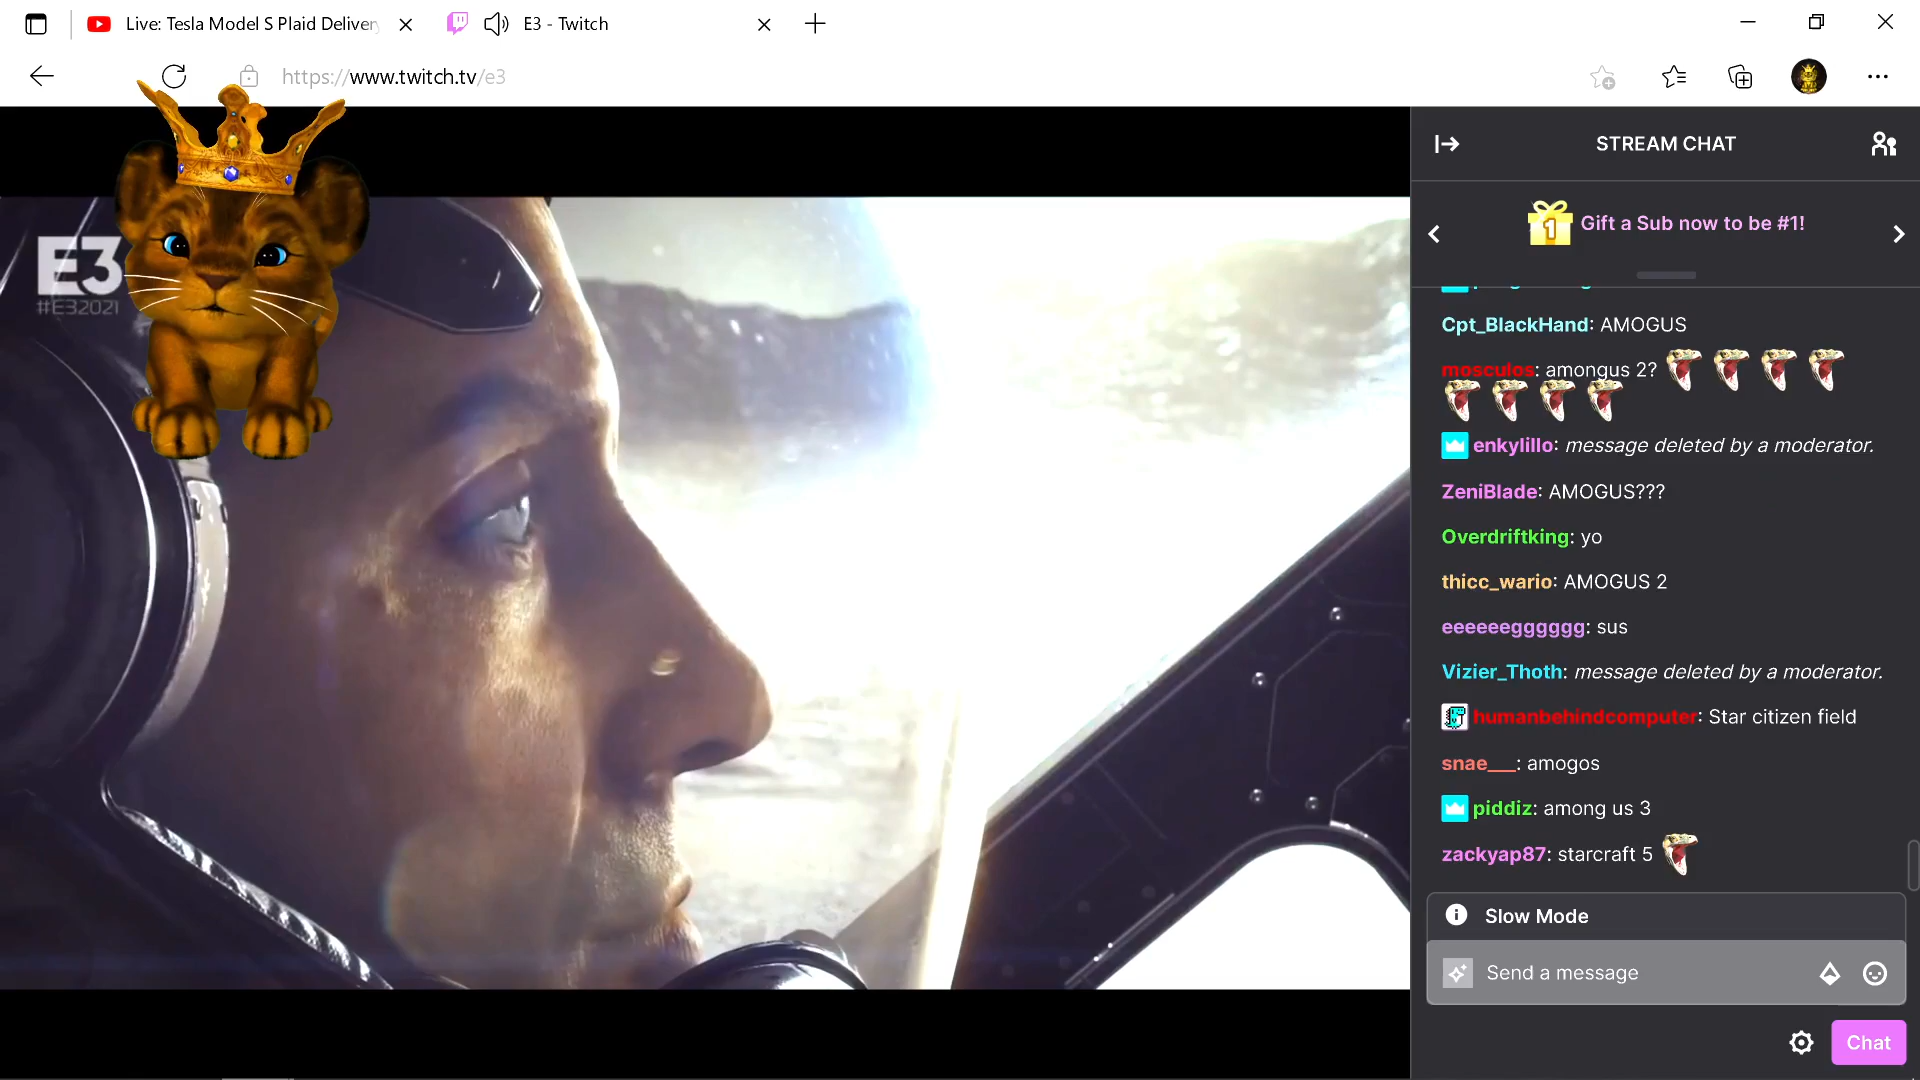 Live: Tesla Model S Plaid Deliver
E3 - Twitch
https://www.twitch.tv/e3
E3
#E32021
STREAM CHAT
1
Gift a Sub now to be #1!
Cpt_BlackHand: AMOGUS
mosculos: amongus 2?
enkylillo: message deleted by a moderator.
ZeniBlade: AMOGUS???
Overdriftking: yo
thicc_wario: AMOGUS 2
eeeeeegggggg: sus
Vizier_Thoth: message deleted by a moderator.
humanbehindcomputer: Star citizen field
snae___: amogos
piddiz: among us 3
zackyap87: starcraft 5
Slow Mode
Send a message
Chat